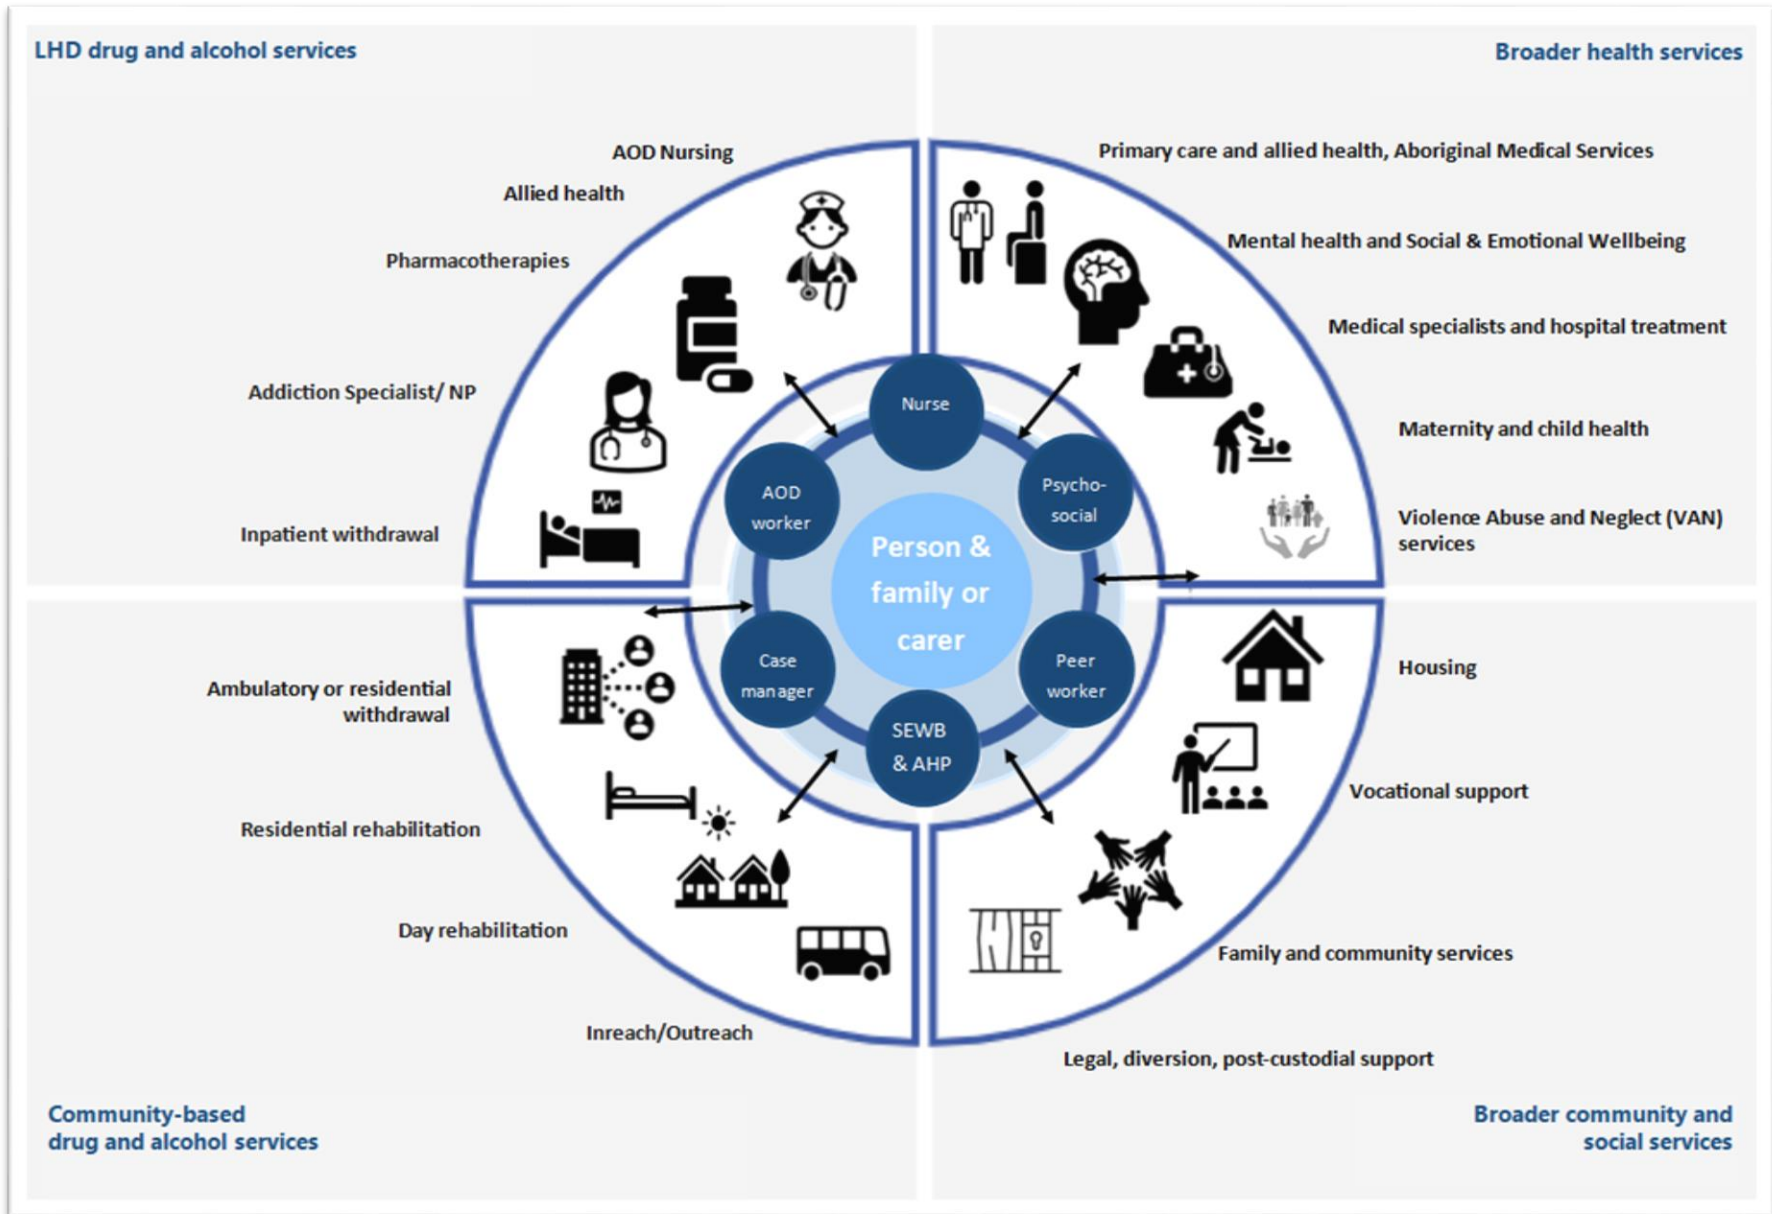 LHD drug and alcohol services
Broader health services
AOD Nursing
Allied health
Pharmacotherapies
Addiction Specialist/ NP
Inpatient withdrawal
Primary care and allied health, Aboriginal Medical Services
Mental health and Social & Emotional Wellbeing
Medical specialists and hospital treatment
Maternity and child health
Violence Abuse and Neglect (VAN)
services
Nurse
AOD
worker
Psycho-
social
Person &
family or
carer
Case
manager
Peer
worker
SEWB
& AHP
Ambulatory or residential
withdrawal
Residential rehabilitation
Day rehabilitation
Inreach/Outreach
Housing
Vocational support
Family and community services
Legal, diversion, post-custodial support
Community-based
drug and alcohol services
Broader community and
social services